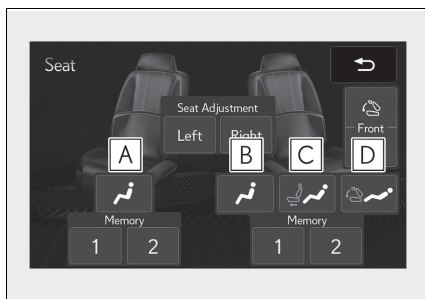 Seat
Seat Adjustment
Left Right
Front
A B C D
Memory Memory
1 2 1 2